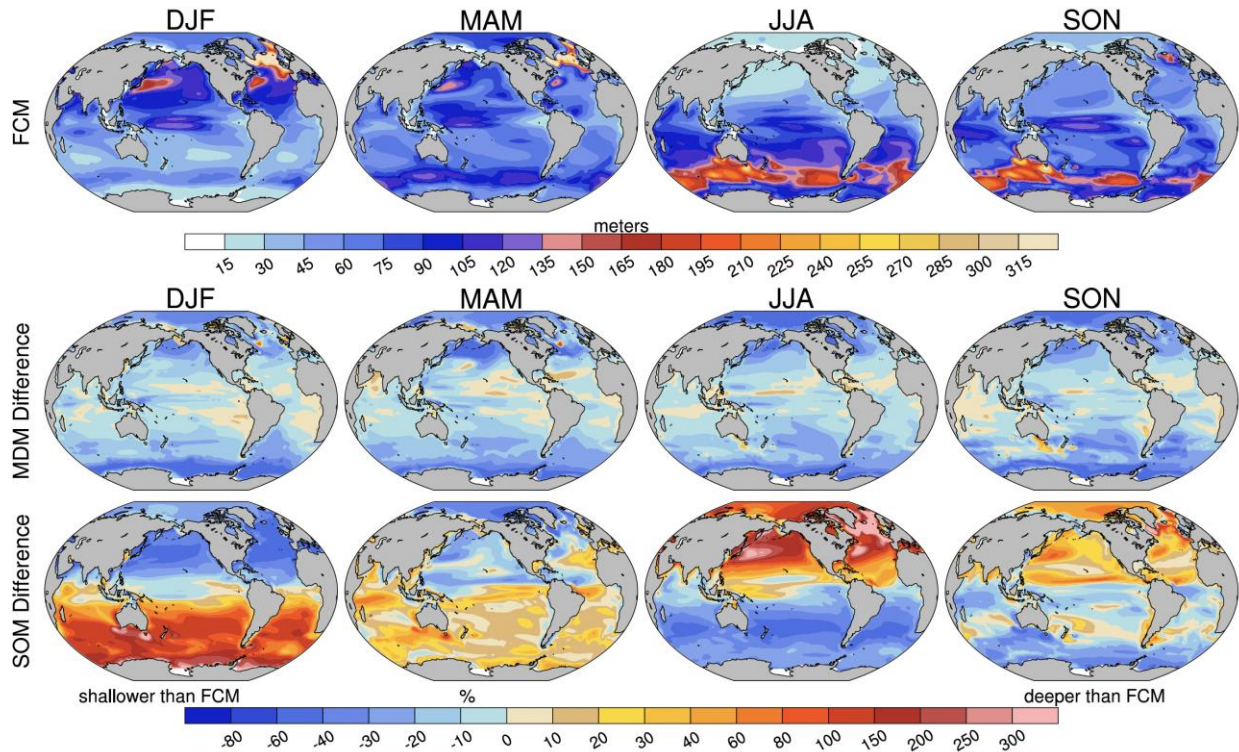 DJF MAM JJA SON
FCM
meters
15 30 45 60 75 90 105 120 135 150 165 180 195 210 225 240 255 270 285 300 315
DJF MAM JJA SON
MDM Difference
SOM Difference
shallower than FCM % deeper than FCM
-80 -60 -40 -30 -20 -10 0 10 20 30 40 60 80 100 150 200 250 300